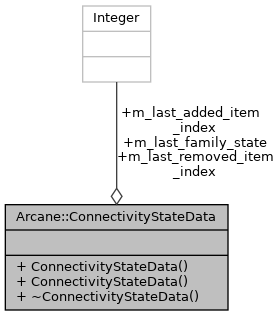 Integer
+m_last_added_item
_index
+m_last_family_state
+m_last_removed_item
_index
Arcane::ConnectivityStateData
+ ConnectivityStateData()
+ ConnectivityStateData()
+ ~ConnectivityStateData()